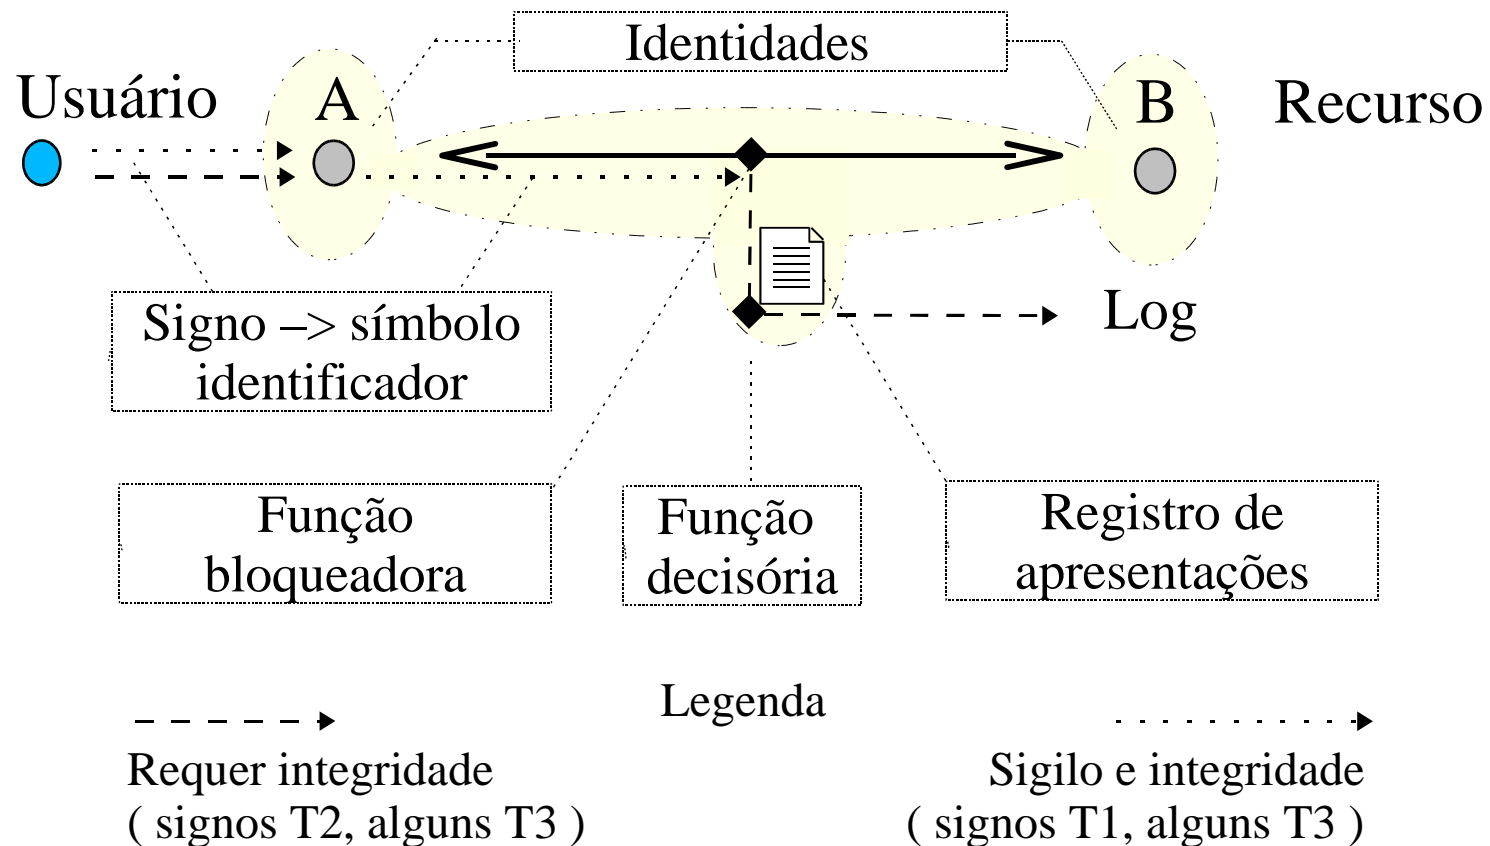 Identidades
Usuário
A
B
Recurso
Signo –> símbolo
identificador
Log
Função
bloqueadora
Função
decisória
Registro de
apresentações
Legenda
Requer integridade
( signos T2, alguns T3 )
Sigilo e integridade
( signos T1, alguns T3 )